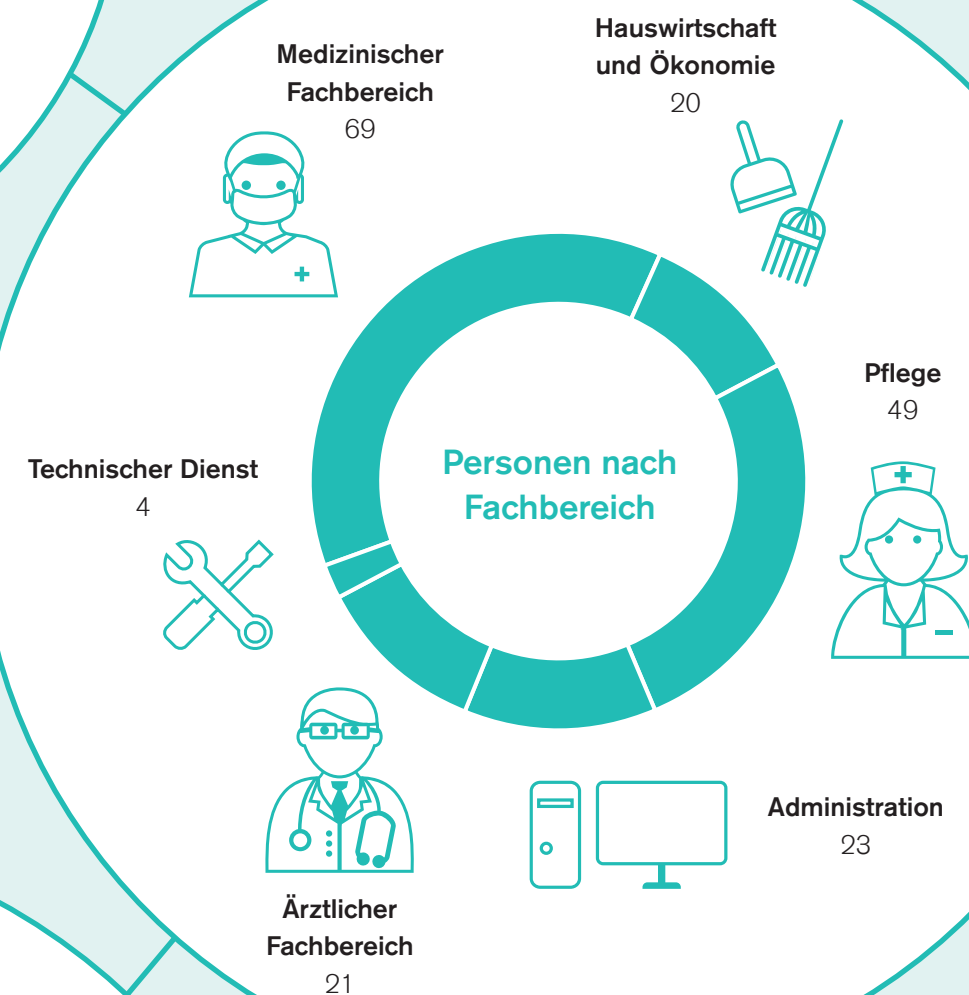 Medizinischer
Fachbereich
69
Hauswirtschaft
und Ökonomie
20
Pflege
49
Technischer Dienst
4
Personen nach
Fachbereich
Administration
23
Ärztlicher
Fachbereich
21